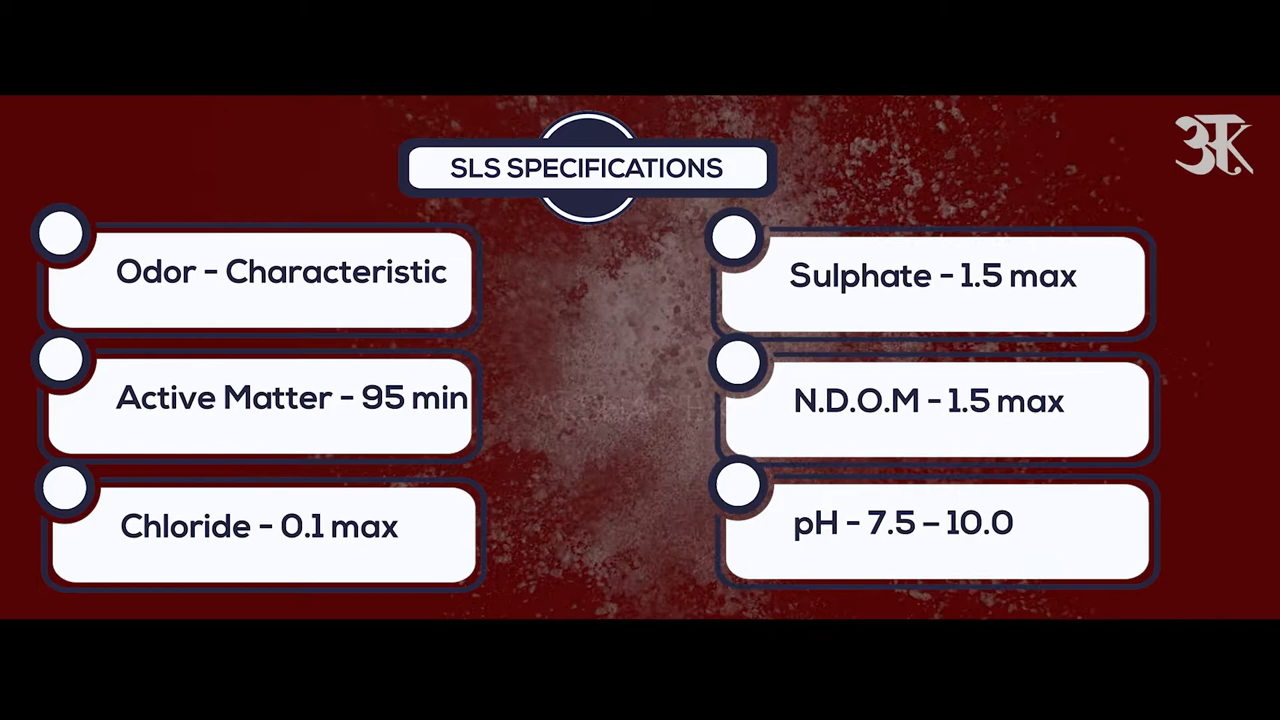 SLS SPECIFICATIONS
Odor - Characteristic
Active Matter - 95 min
Chloride - 0.1 max
Sulphate - 1.5 max
N.D.O.M - 1.5 max
pH - 7.5 – 10.0